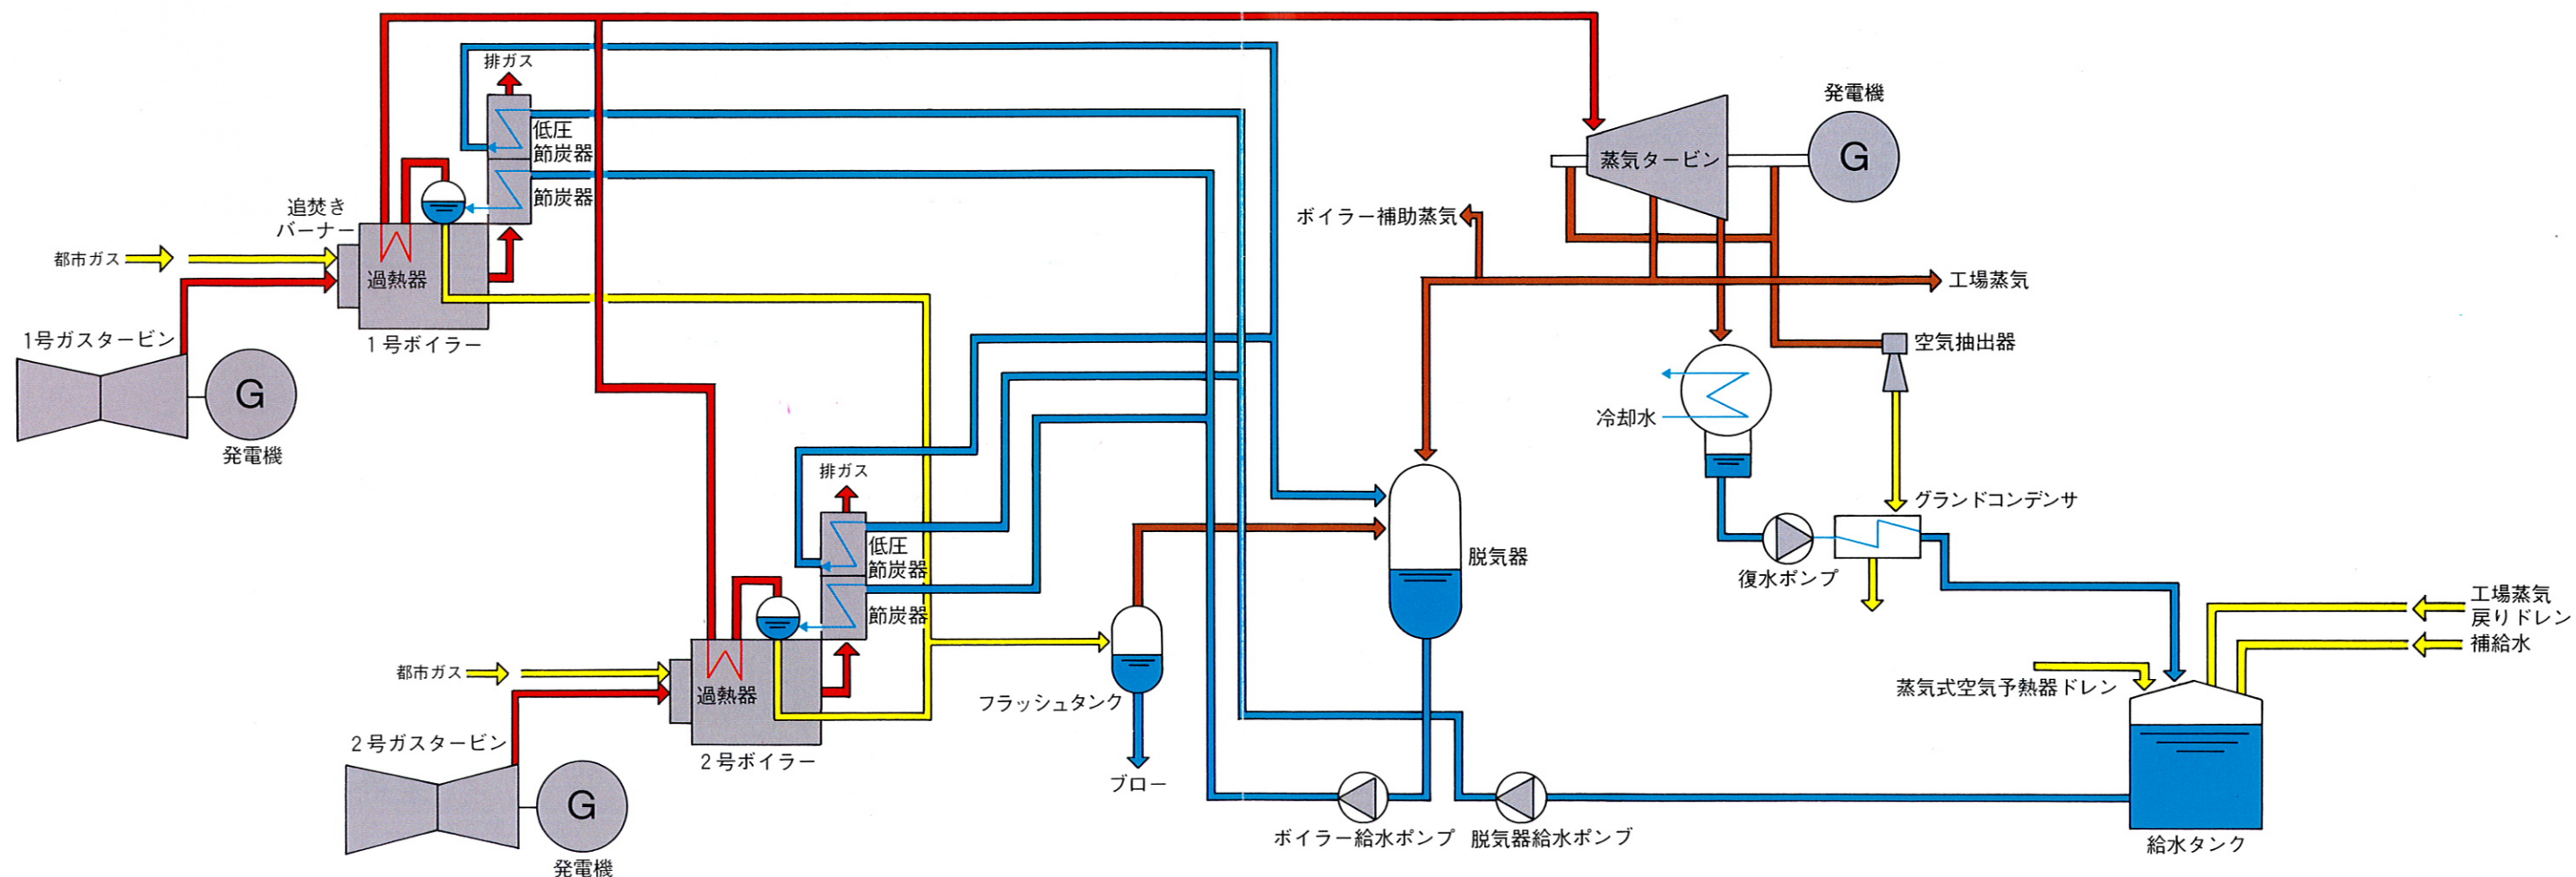 排ガス
低圧
節炭器
節炭器
追焚き
バーナー
都市ガス
過熱器
1号ガスタービン
1号ボイラー
G
発電機
発電機
G
蒸気タービン
ボイラー補助蒸気
工場蒸気
空気抽出器
冷却水
グランドコンデンサ
復水ポンプ
脱気器
排ガス
低圧
節炭器
節炭器
都市ガス
過熱器
2号ガスタービン
2号ボイラー
G
発電機
フラッシュタンク
ブロー
工場蒸気
戻りドレン
補給水
蒸気式空気予熱器ドレン
ボイラー給水ポンプ
脱気器給水ポンプ
給水タンク